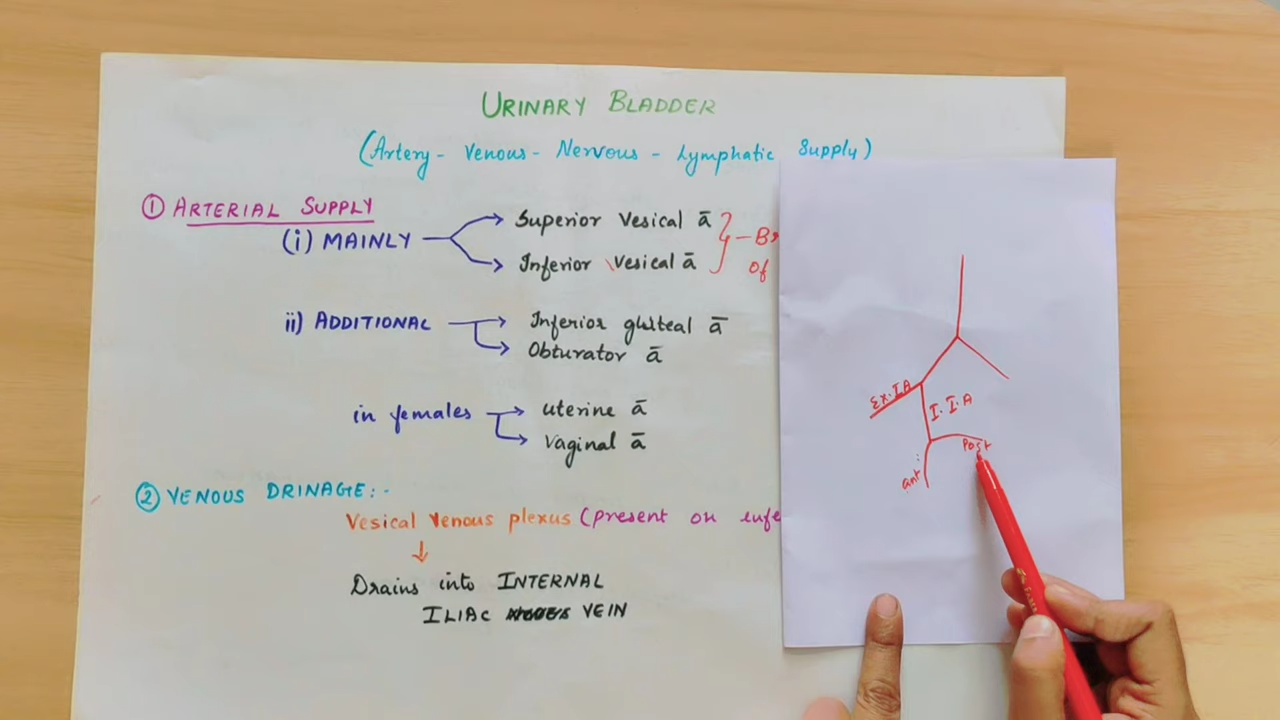 URINARY BLADDER
(Artery - Venous - Nervous - Lymphatic Supply)
① ARTERIAL SUPPLY
(i) MAINLY
Superior Vesical ā
Inferior Vesical ā
} - Br
Of
ii) ADDITIONAL
Inferior gluteal ā
Obturator ā
in females
Uterine ā
Vaginal ā
② VENOUS DRINAGE:-
Vesical Venous plexus (present on infe
Drains into INTERNAL
ILIAC VEIN
Ex.I.A
I.I.A
Post
ant